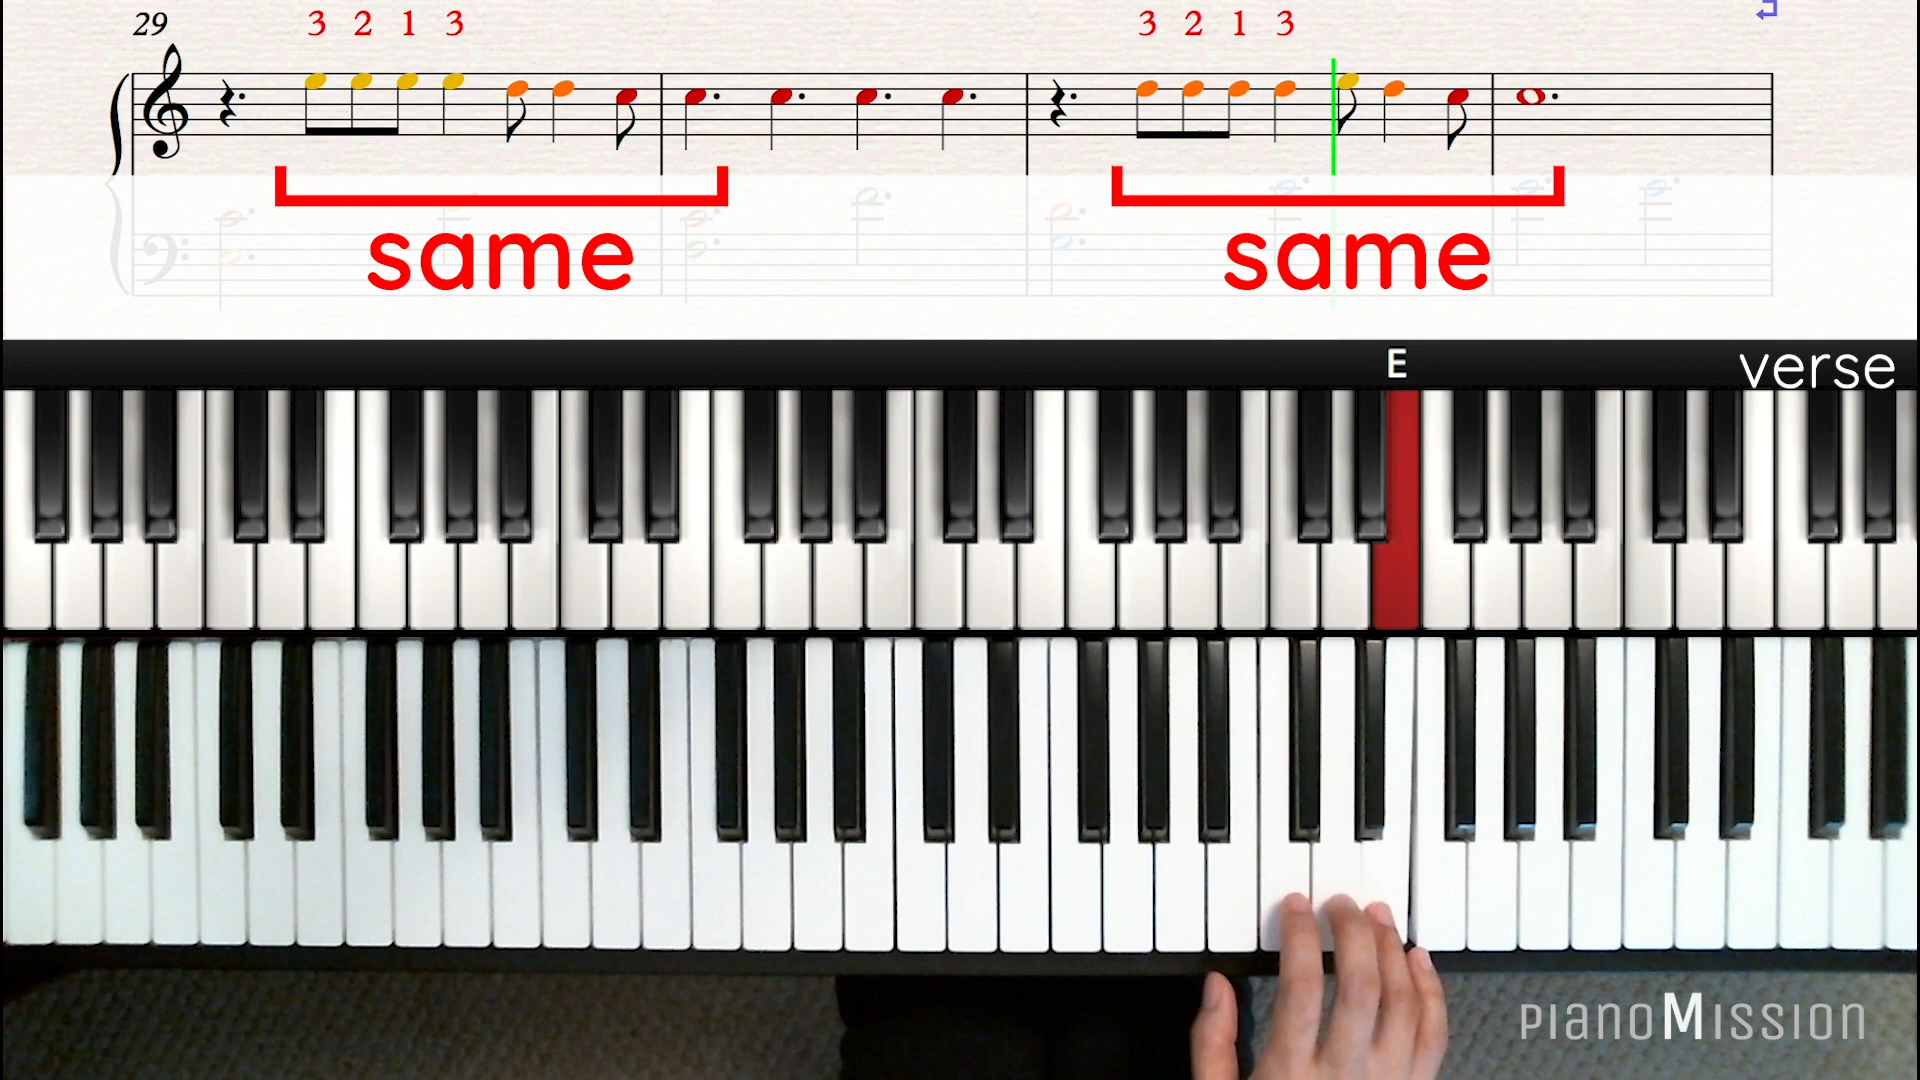 29 3 2 1 3 3 2 1 3
same same
E
verse
pianoMission